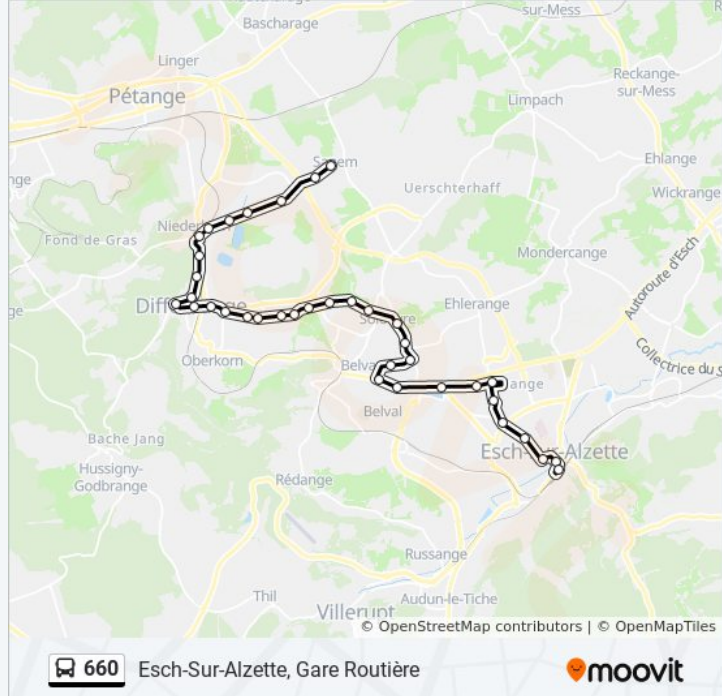 sur-Mess
Bascharage
Linger
Reckange-
sur-Mess
Pétange
Limpach
Ehlange
Uerschterhaff
Wickrange
Fond de Gras
Mondercange
Autoroute d'Esch
Ehlerange
Collectrice du S
Oberkorn
Belval
Esch-sur-Alzette
Bache Jang
Hussigny-
Godbrange
Rédange
Russange
Thil
Audun-le-Tiche
Villerupt
© OpenStreetMap contributors | © OpenMapTiles
660 Esch-Sur-Alzette, Gare Routière
moovit